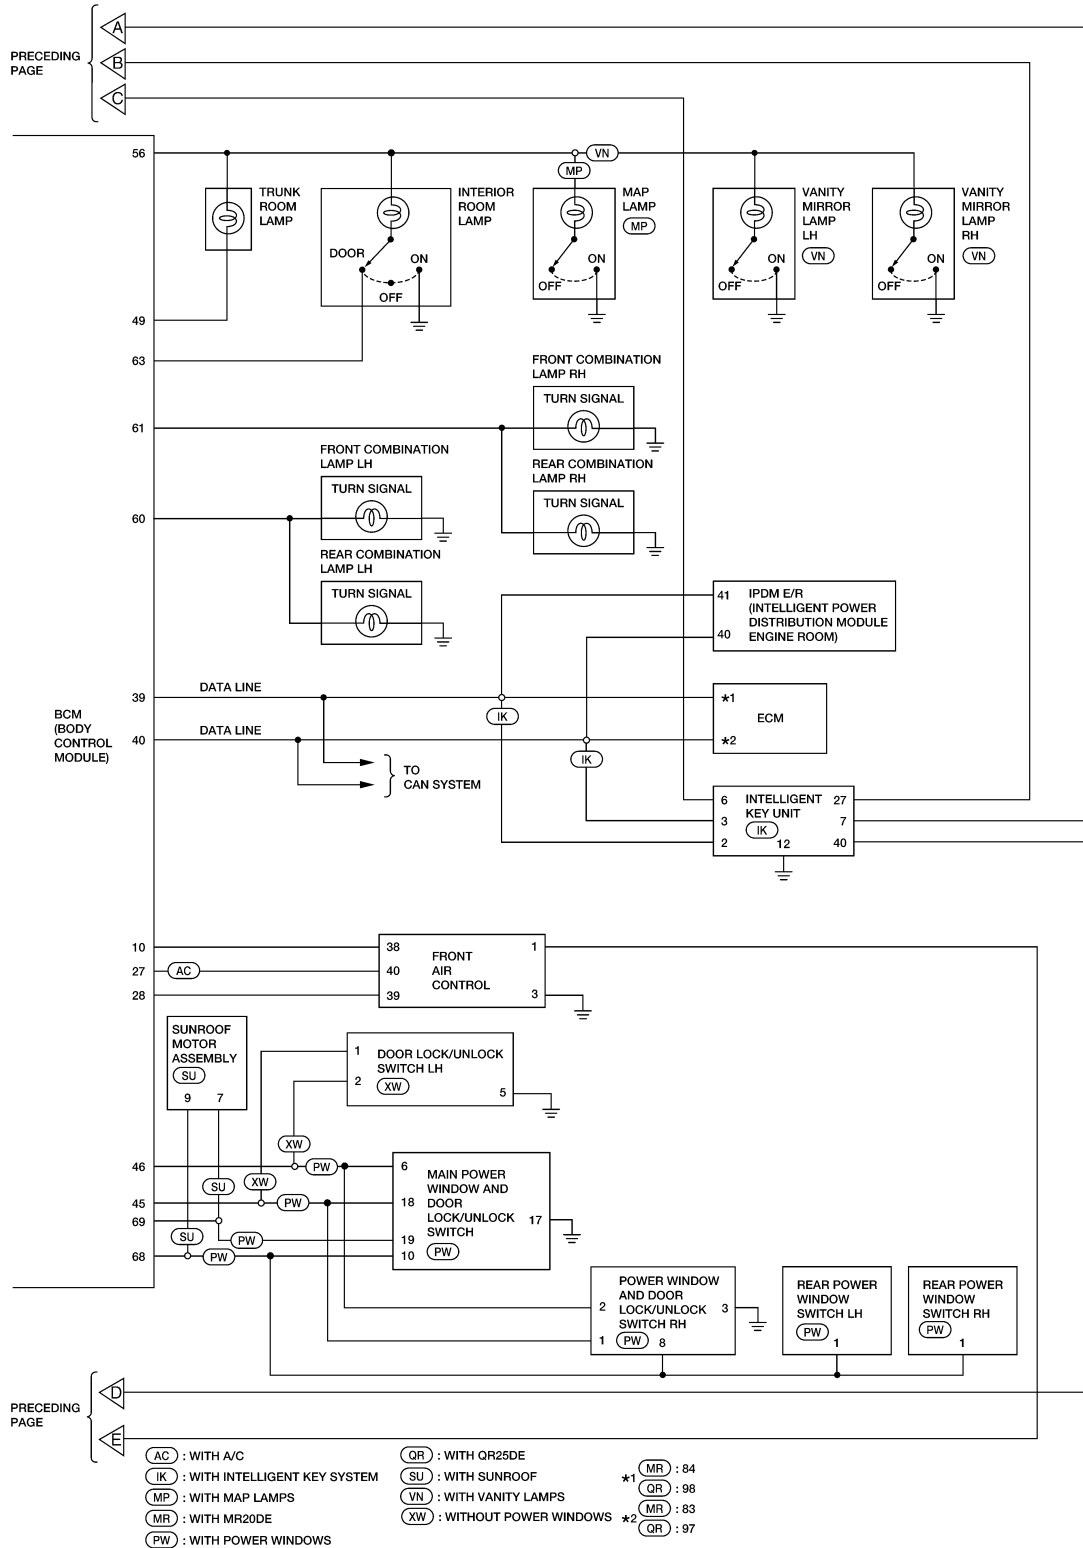 A
PRECEDING
PAGE
B
C
56
VN
MP
TRUNK
ROOM
LAMP
INTERIOR
ROOM
LAMP
MAP
LAMP
MP
VANITY
MIRROR
LAMP
LH
VN
VANITY
MIRROR
LAMP
RH
VN
DOOR
ON
OFF
ON
OFF
ON
OFF
ON
OFF
49
63
FRONT COMBINATION
LAMP RH
TURN SIGNAL
61
FRONT COMBINATION
LAMP LH
TURN SIGNAL
REAR COMBINATION
LAMP RH
TURN SIGNAL
60
REAR COMBINATION
LAMP LH
TURN SIGNAL
41
40
IPDM E/R
(INTELLIGENT POWER
DISTRIBUTION MODULE
ENGINE ROOM)
39
DATA LINE
IK
*1
ECM
BCM
(BODY
CONTROL
MODULE)
40
DATA LINE
IK
*2
TO
CAN SYSTEM
6
3
2
INTELLIGENT
KEY UNIT
IK
12
27
7
40
10
27
28
AC
38
40
39
FRONT
AIR
CONTROL
1
3
SUNROOF
MOTOR
ASSEMBLY
SU
9
7
1
2
DOOR LOCK/UNLOCK
SWITCH LH
XW
5
XW
46
PW
6
XW
SU
45
PW
18
69
SU
PW
19
68
PW
10
MAIN POWER
WINDOW AND
DOOR
LOCK/UNLOCK
SWITCH
PW
17
2
1
POWER WINDOW
AND DOOR
LOCK/UNLOCK
SWITCH RH
PW
8
3
REAR POWER
WINDOW
SWITCH LH
PW
1
REAR POWER
WINDOW
SWITCH RH
PW
1
D
PRECEDING
PAGE
E
AC : WITH A/C
IK : WITH INTELLIGENT KEY SYSTEM
MP : WITH MAP LAMPS
MR : WITH MR20DE
PW : WITH POWER WINDOWS
QR : WITH QR25DE
SU : WITH SUNROOF
VN : WITH VANITY LAMPS
XW : WITHOUT POWER WINDOWS
*1
MR : 84
QR : 98
*2
MR : 83
QR : 97